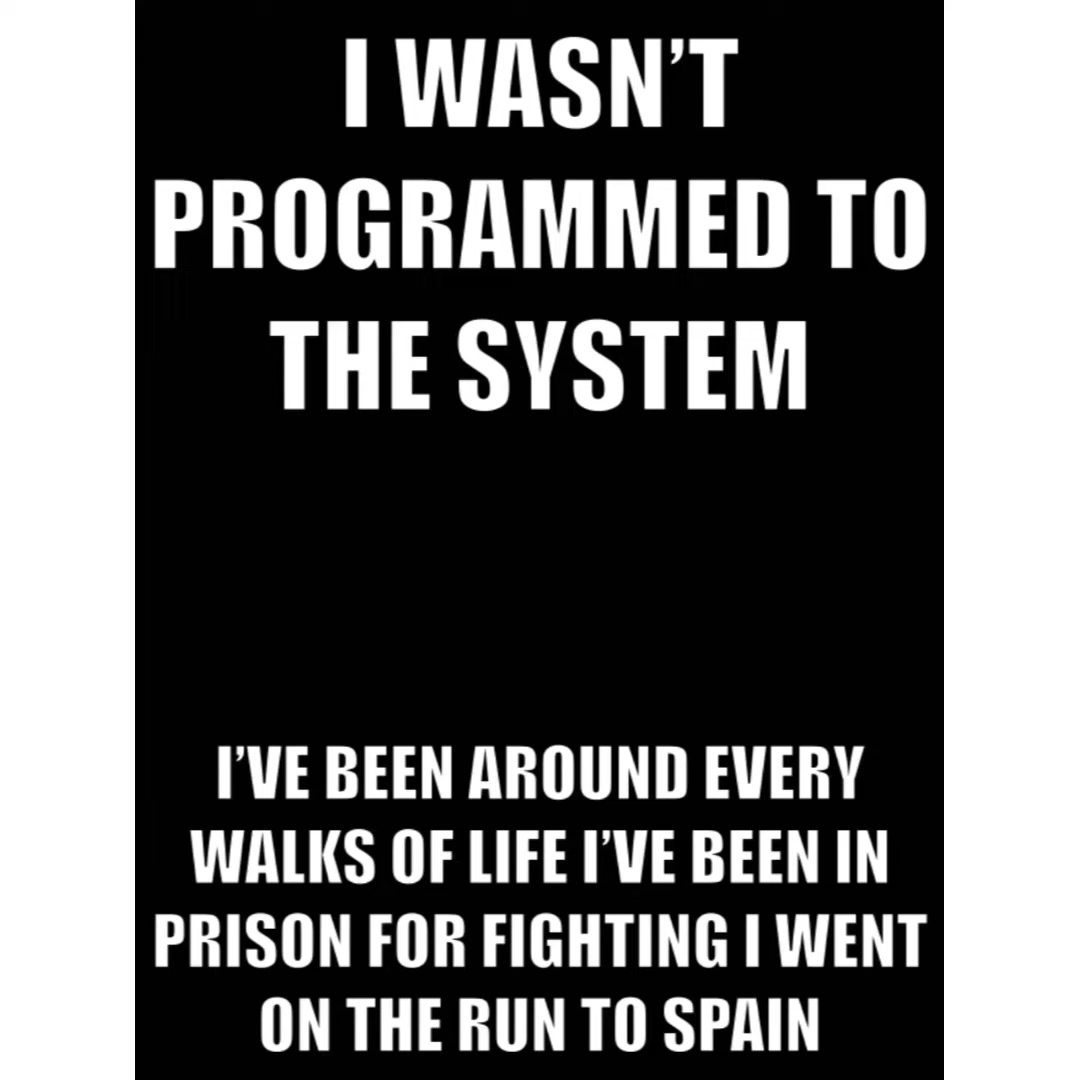 I WASN’T
PROGRAMMED TO
THE SYSTEM
I’VE BEEN AROUND EVERY
WALKS OF LIFE I’VE BEEN IN
PRISON FOR FIGHTING I WENT
ON THE RUN TO SPAIN